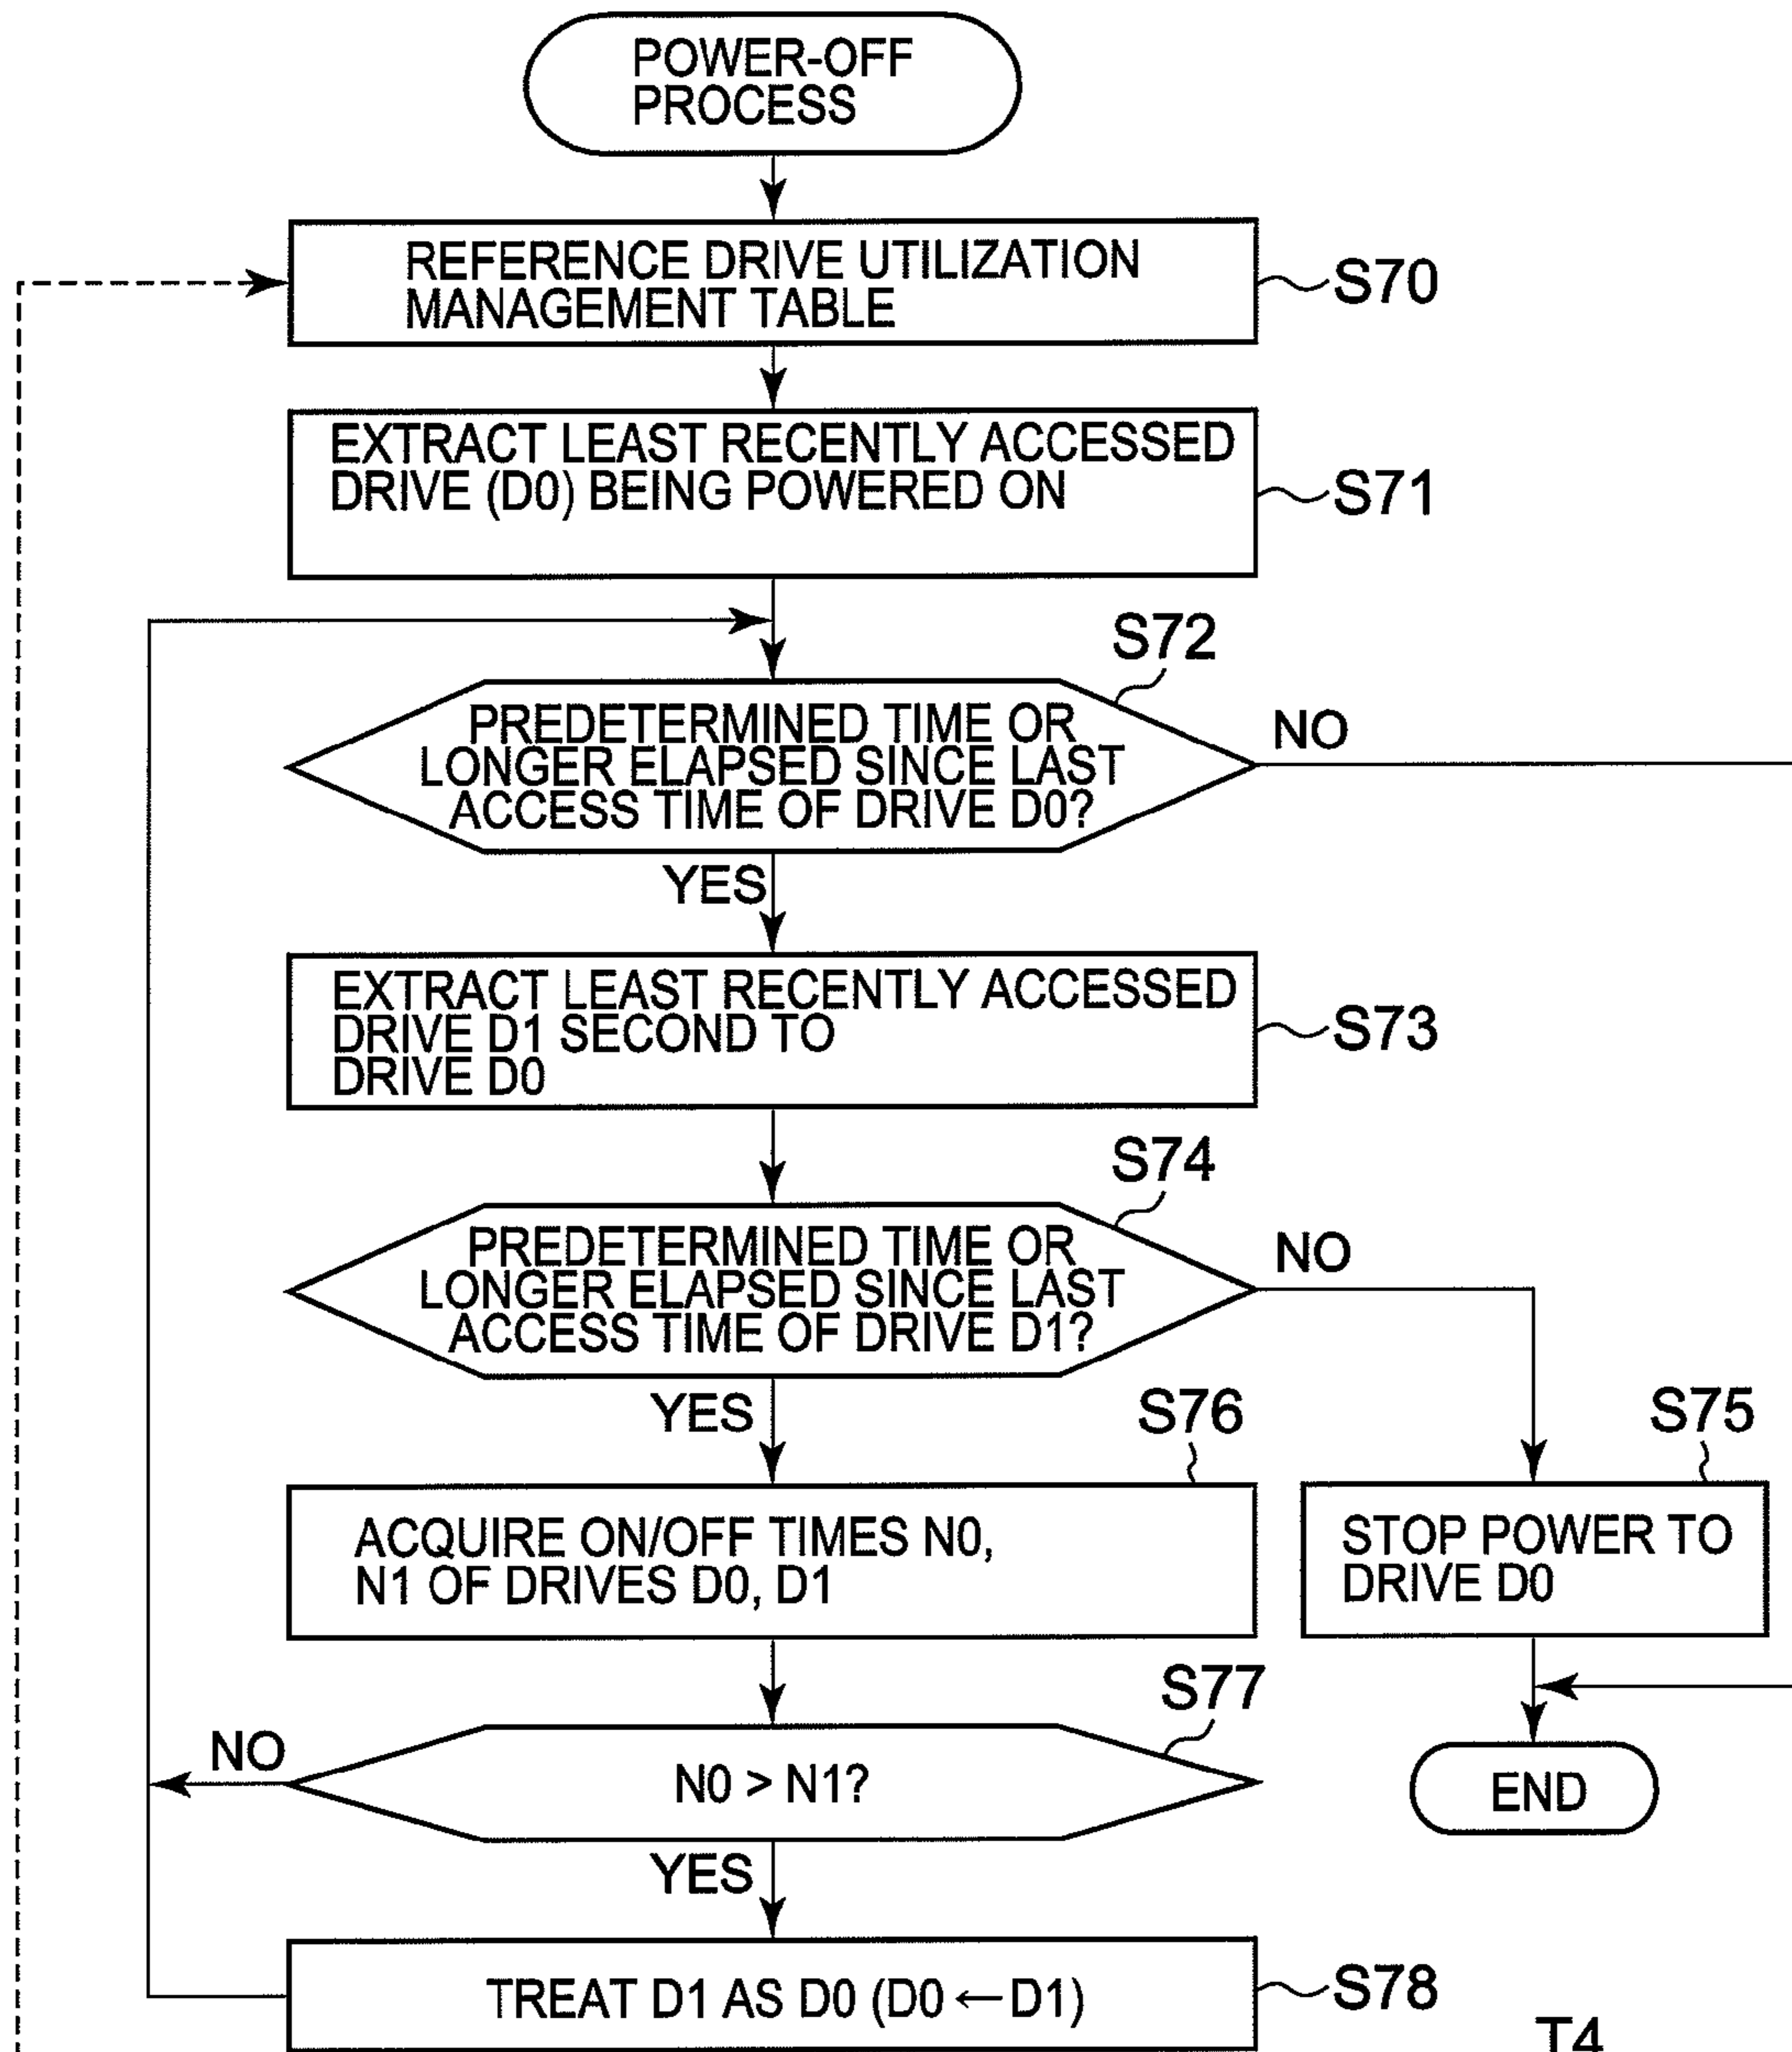 POWER-OFF
PROCESS
REFERENCE DRIVE UTILIZATION
MANAGEMENT TABLE
S70
EXTRACT LEAST RECENTLY ACCESSED
DRIVE (D0) BEING POWERED ON
S71
S72
PREDETERMINED TIME OR
LONGER ELAPSED SINCE LAST
ACCESS TIME OF DRIVE D0?
NO
YES
EXTRACT LEAST RECENTLY ACCESSED
DRIVE D1 SECOND TO
DRIVE D0
S73
S74
PREDETERMINED TIME OR
LONGER ELAPSED SINCE LAST
ACCESS TIME OF DRIVE D1?
NO
YES
S76
S75
ACQUIRE ON/OFF TIMES N0,
N1 OF DRIVES D0, D1
STOP POWER TO
DRIVE D0
S77
NO
N0 > N1?
END
YES
TREAT D1 AS D0 (D0 ← D1)
S78
T4